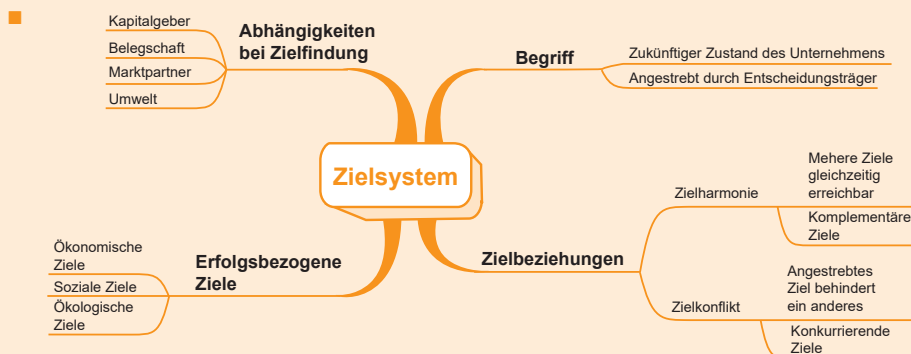 Kapitalgeber
Belegschaft
Marktpartner
Umwelt
Abhängigkeiten
bei Zielfindung
Begriff
Zukünftiger Zustand des Unternehmens
Angestrebt durch Entscheidungsträger
Zielsystem
Ökonomische
Ziele
Soziale Ziele
Ökologische
Ziele
Erfolgsbezogene
Ziele
Zielbeziehungen
Zielharmonie
Mehere Ziele
gleichzeitig
erreichbar
Komplementäre
Ziele
Zielkonflikt
Angestrebtes
Ziel behindert
ein anderes
Konkurrierende
Ziele